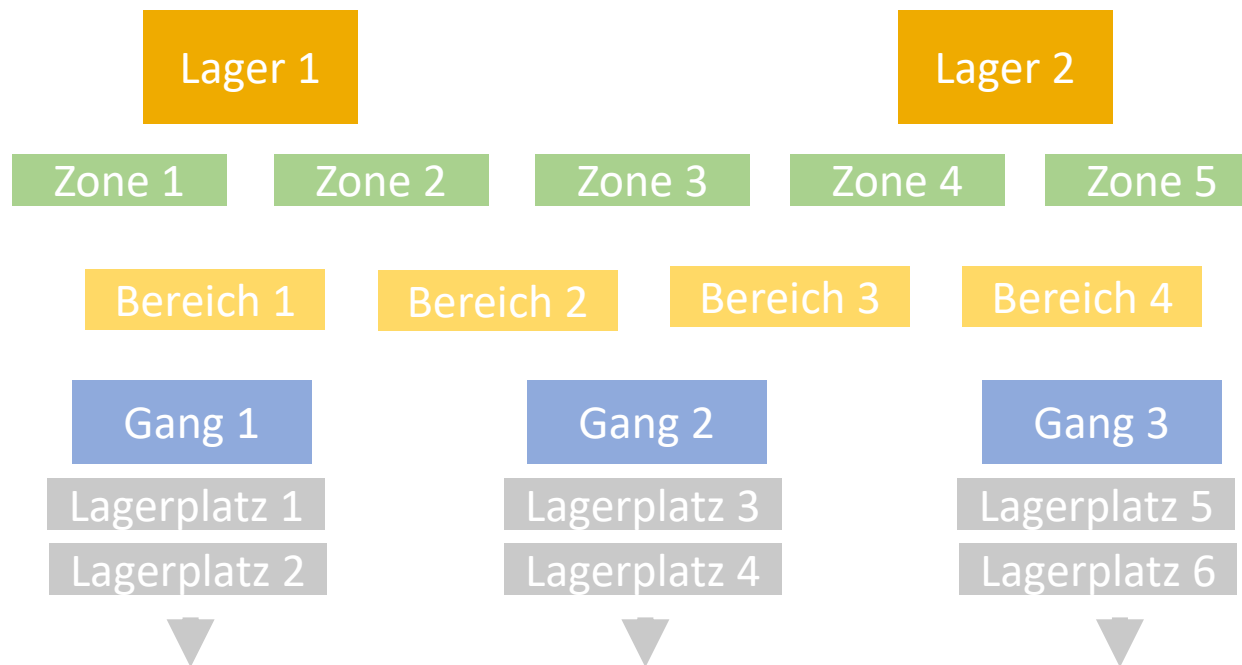 Lager 1
Lager 2
Zone 1
Zone 2
Zone 3
Zone 4
Zone 5
Bereich 1
Bereich 2
Bereich 3
Bereich 4
Gang 1
Gang 2
Gang 3
Lagerplatz 1
Lagerplatz 3
Lagerplatz 5
Lagerplatz 2
Lagerplatz 4
Lagerplatz 6